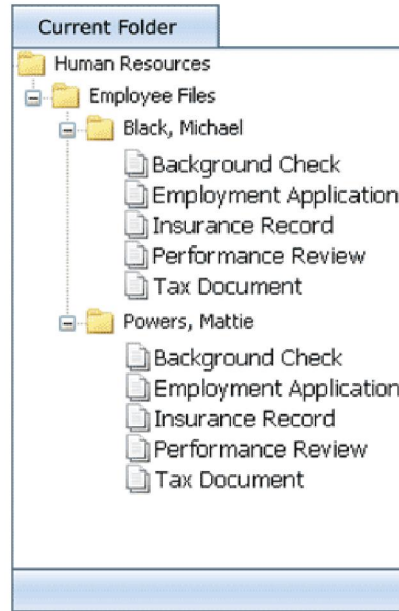 Current Folder
Human Resources
Employee Files
Black, Michael
Background Check
Employment Application
Insurance Record
Performance Review
Tax Document
Powers, Mattie
Background Check
Employment Application
Insurance Record
Performance Review
Tax Document